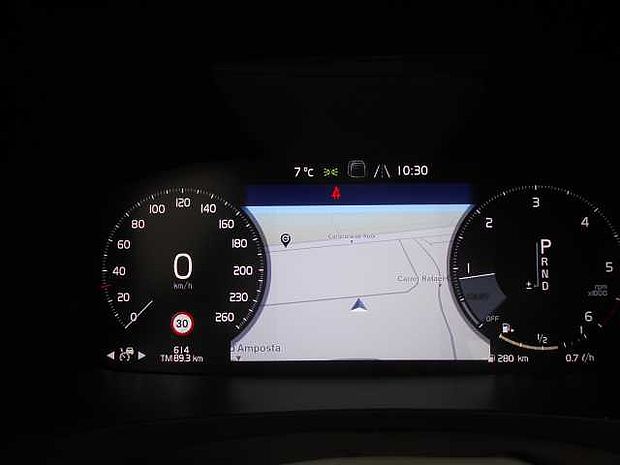 7 °C 10:30
0 20 40 60 80 100 120 140 160 180 200 220 240 260
0
km/h
30
614
TM 89.3 km
Amposta
1 2 3 4 5 6
P
R
N
D
±
rpm
x1000
OFF
1/2
280 km
0.7 ℓ/h